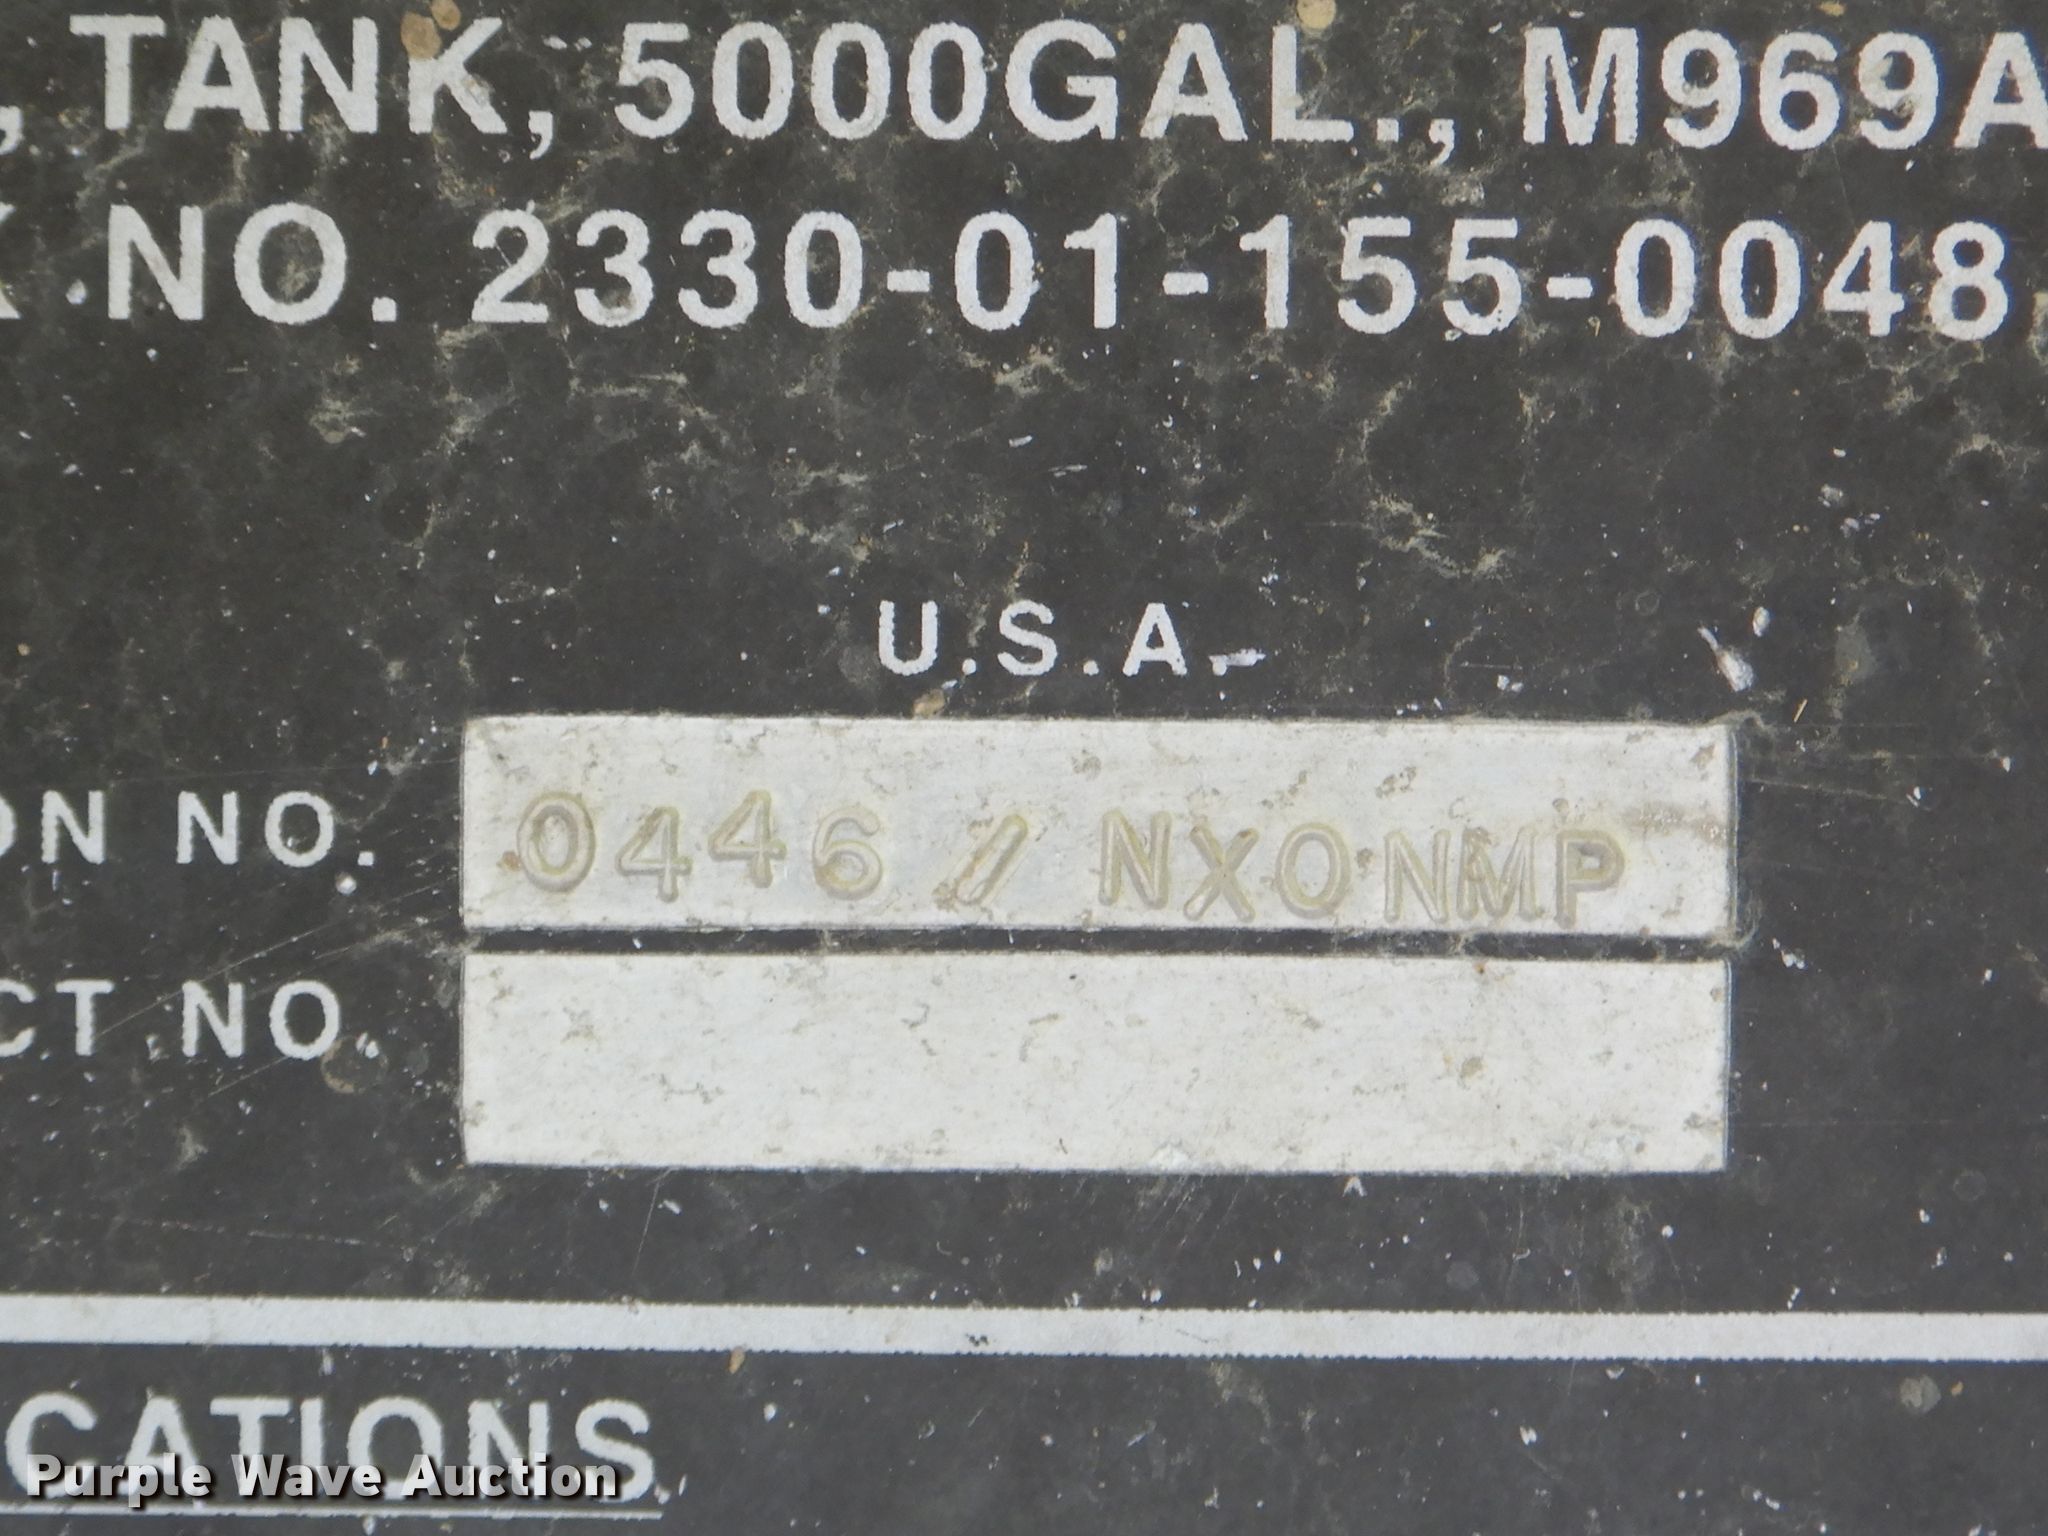 , TANK, 5000GAL., M969A
K NO. 2330-01-155-0048
U.S.A.
ON NO. 0446 / NXONMP
CT NO.
CATIONS
Purple Wave Auction